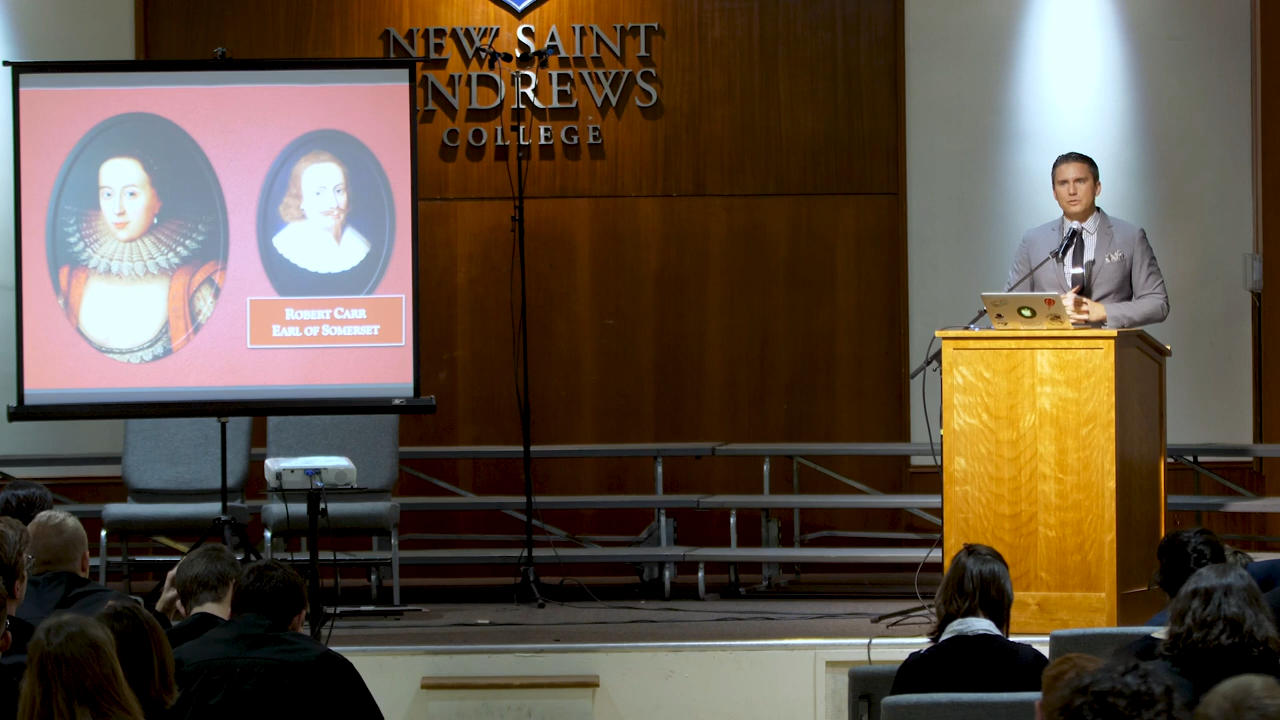 NEW SAINT
ANDREWS
COLLEGE
ROBERT CARR
EARL OF SOMERSET